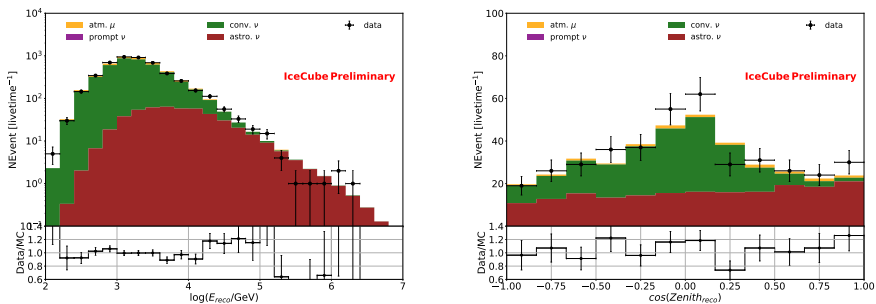 atm. μ
prompt ν
conv. ν
astro. ν
data
IceCube Preliminary
NEvent [livetime⁻¹]
10⁴
10³
10²
10¹
10⁰
10⁻¹
Data/MC
1.4
1.2
1.0
0.8
0.6
2 3 4 5 6 7
log(E_reco/GeV)
atm. μ
prompt ν
conv. ν
astro. ν
data
IceCube Preliminary
NEvent [livetime⁻¹]
100
80
60
40
20
Data/MC
1.4
1.2
1.0
0.8
0.6
−1.00 −0.75 −0.50 −0.25 0.00 0.25 0.50 0.75 1.00
cos(Zenith_reco)